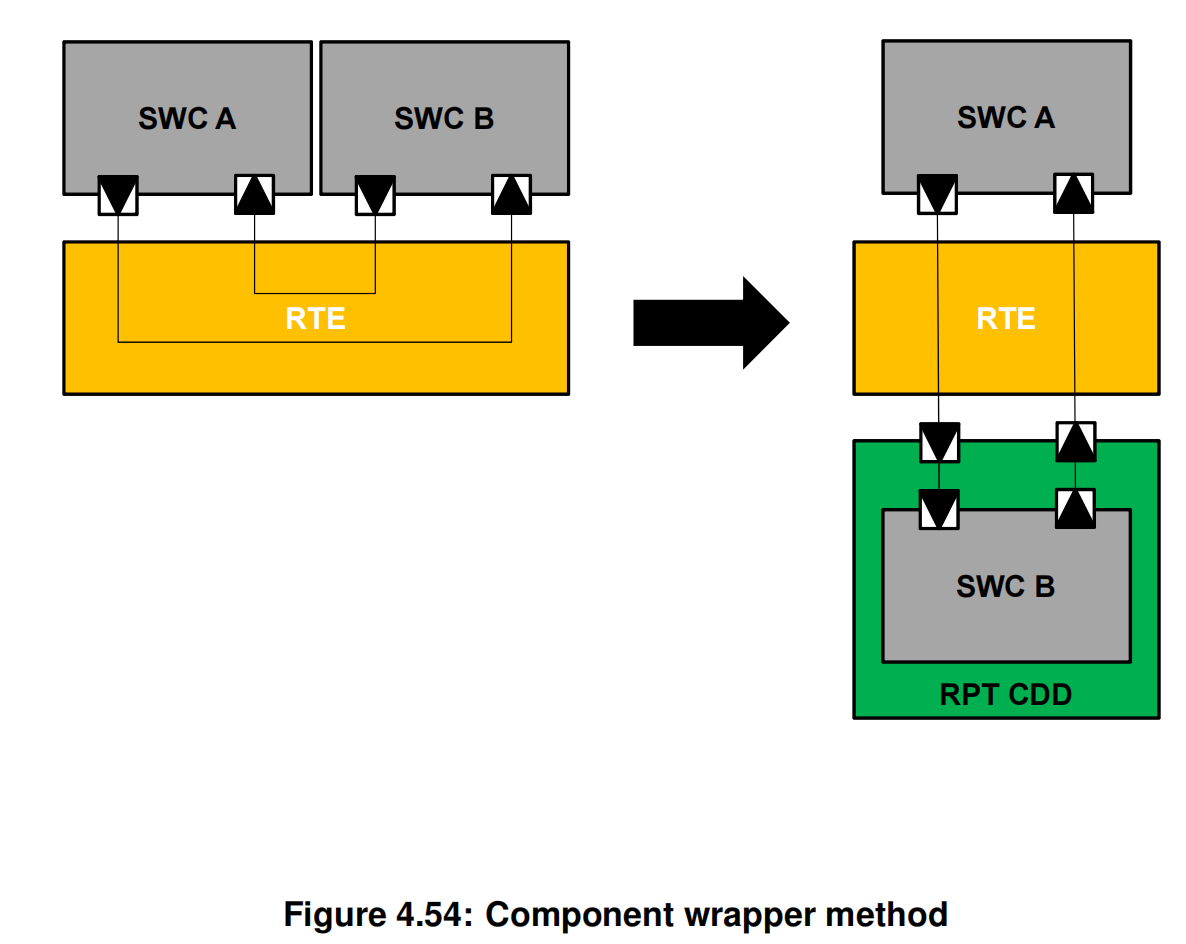 SWC A
SWC B
RTE
SWC A
RTE
SWC B
RPT CDD
Figure 4.54: Component wrapper method